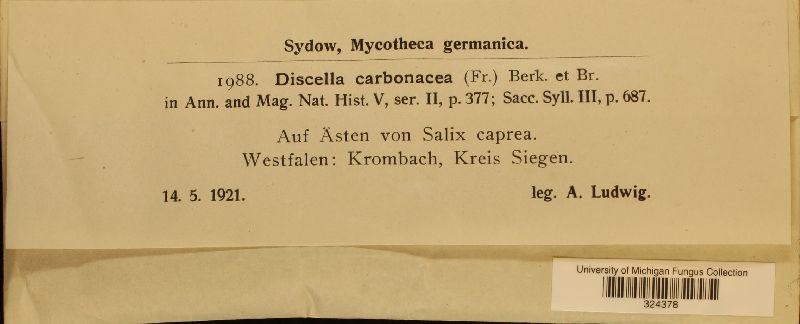 Sydow, Mycotheca germanica.
1988. Discella carbonacea (Fr.) Berk. et Br.
in Ann. and Mag. Nat. Hist. V, ser. II, p. 377; Sacc. Syll. III, p. 687.
Auf Ästen von Salix caprea.
Westfalen: Krombach, Kreis Siegen.
14. 5. 1921. leg. A. Ludwig.
University of Michigan Fungus Collection
324378